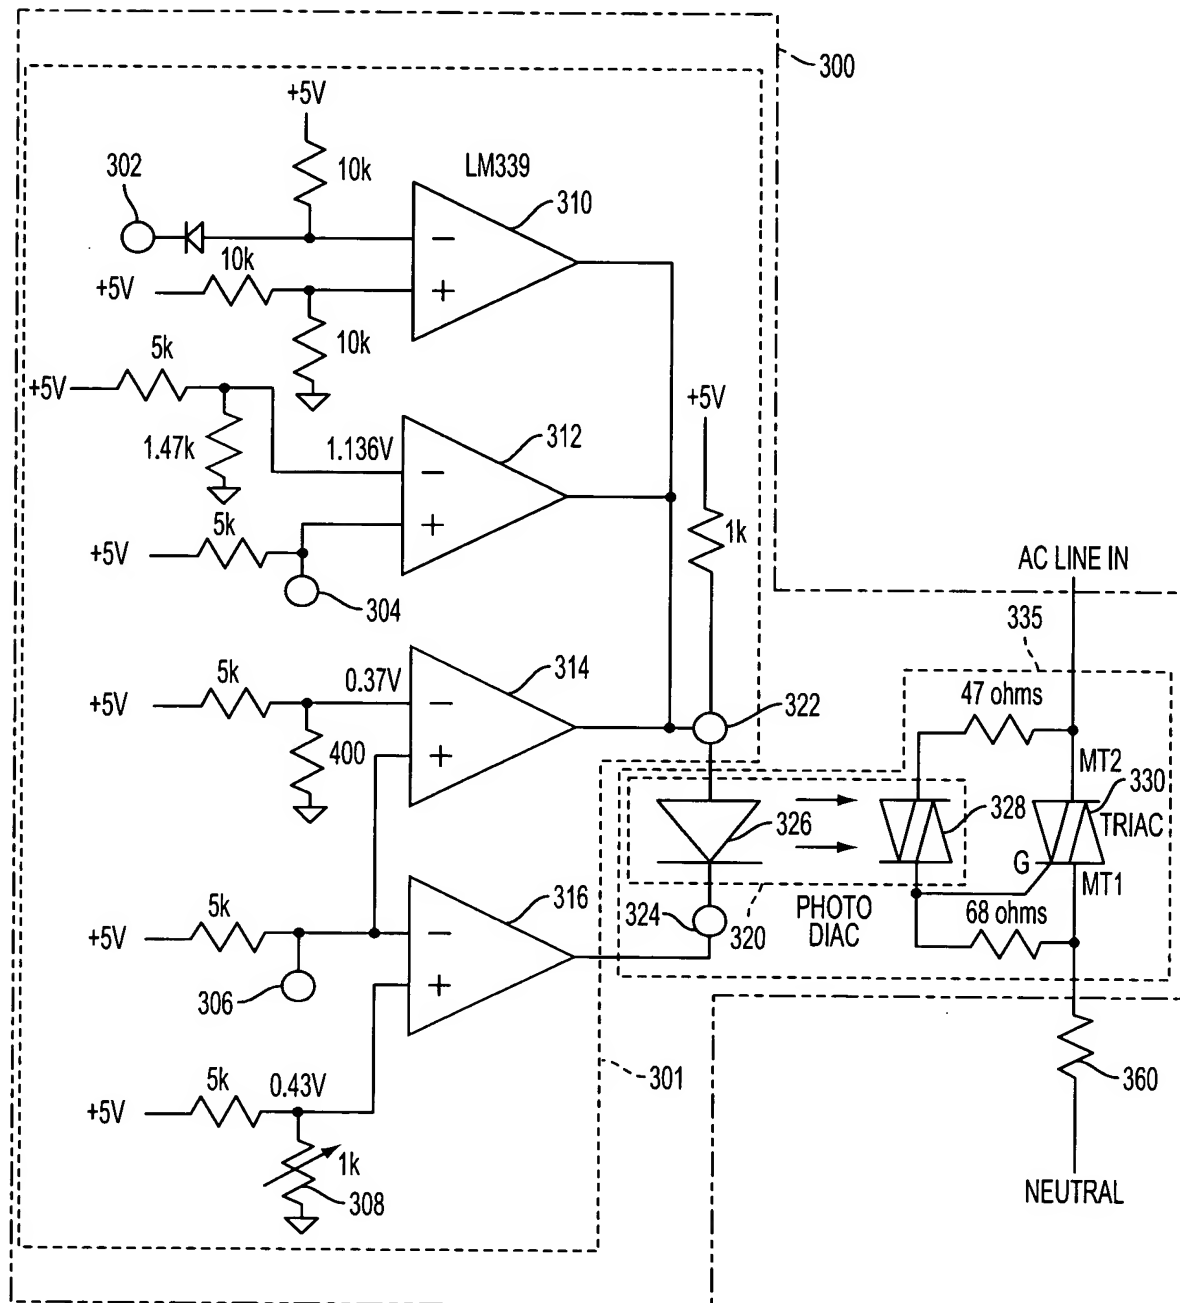 300
+5V
302
10k
LM339
310
10k
+5V
10k
5k
+5V
+5V
1.47k
1.136V
312
5k
+5V
1k
304
AC LINE IN
335
5k
0.37V
314
+5V
322
47 ohms
400
MT2
330
326
328
TRIAC
G
MT1
5k
316
324
320
PHOTO
DIAC
68 ohms
+5V
306
301
360
5k
0.43V
+5V
1k
308
NEUTRAL